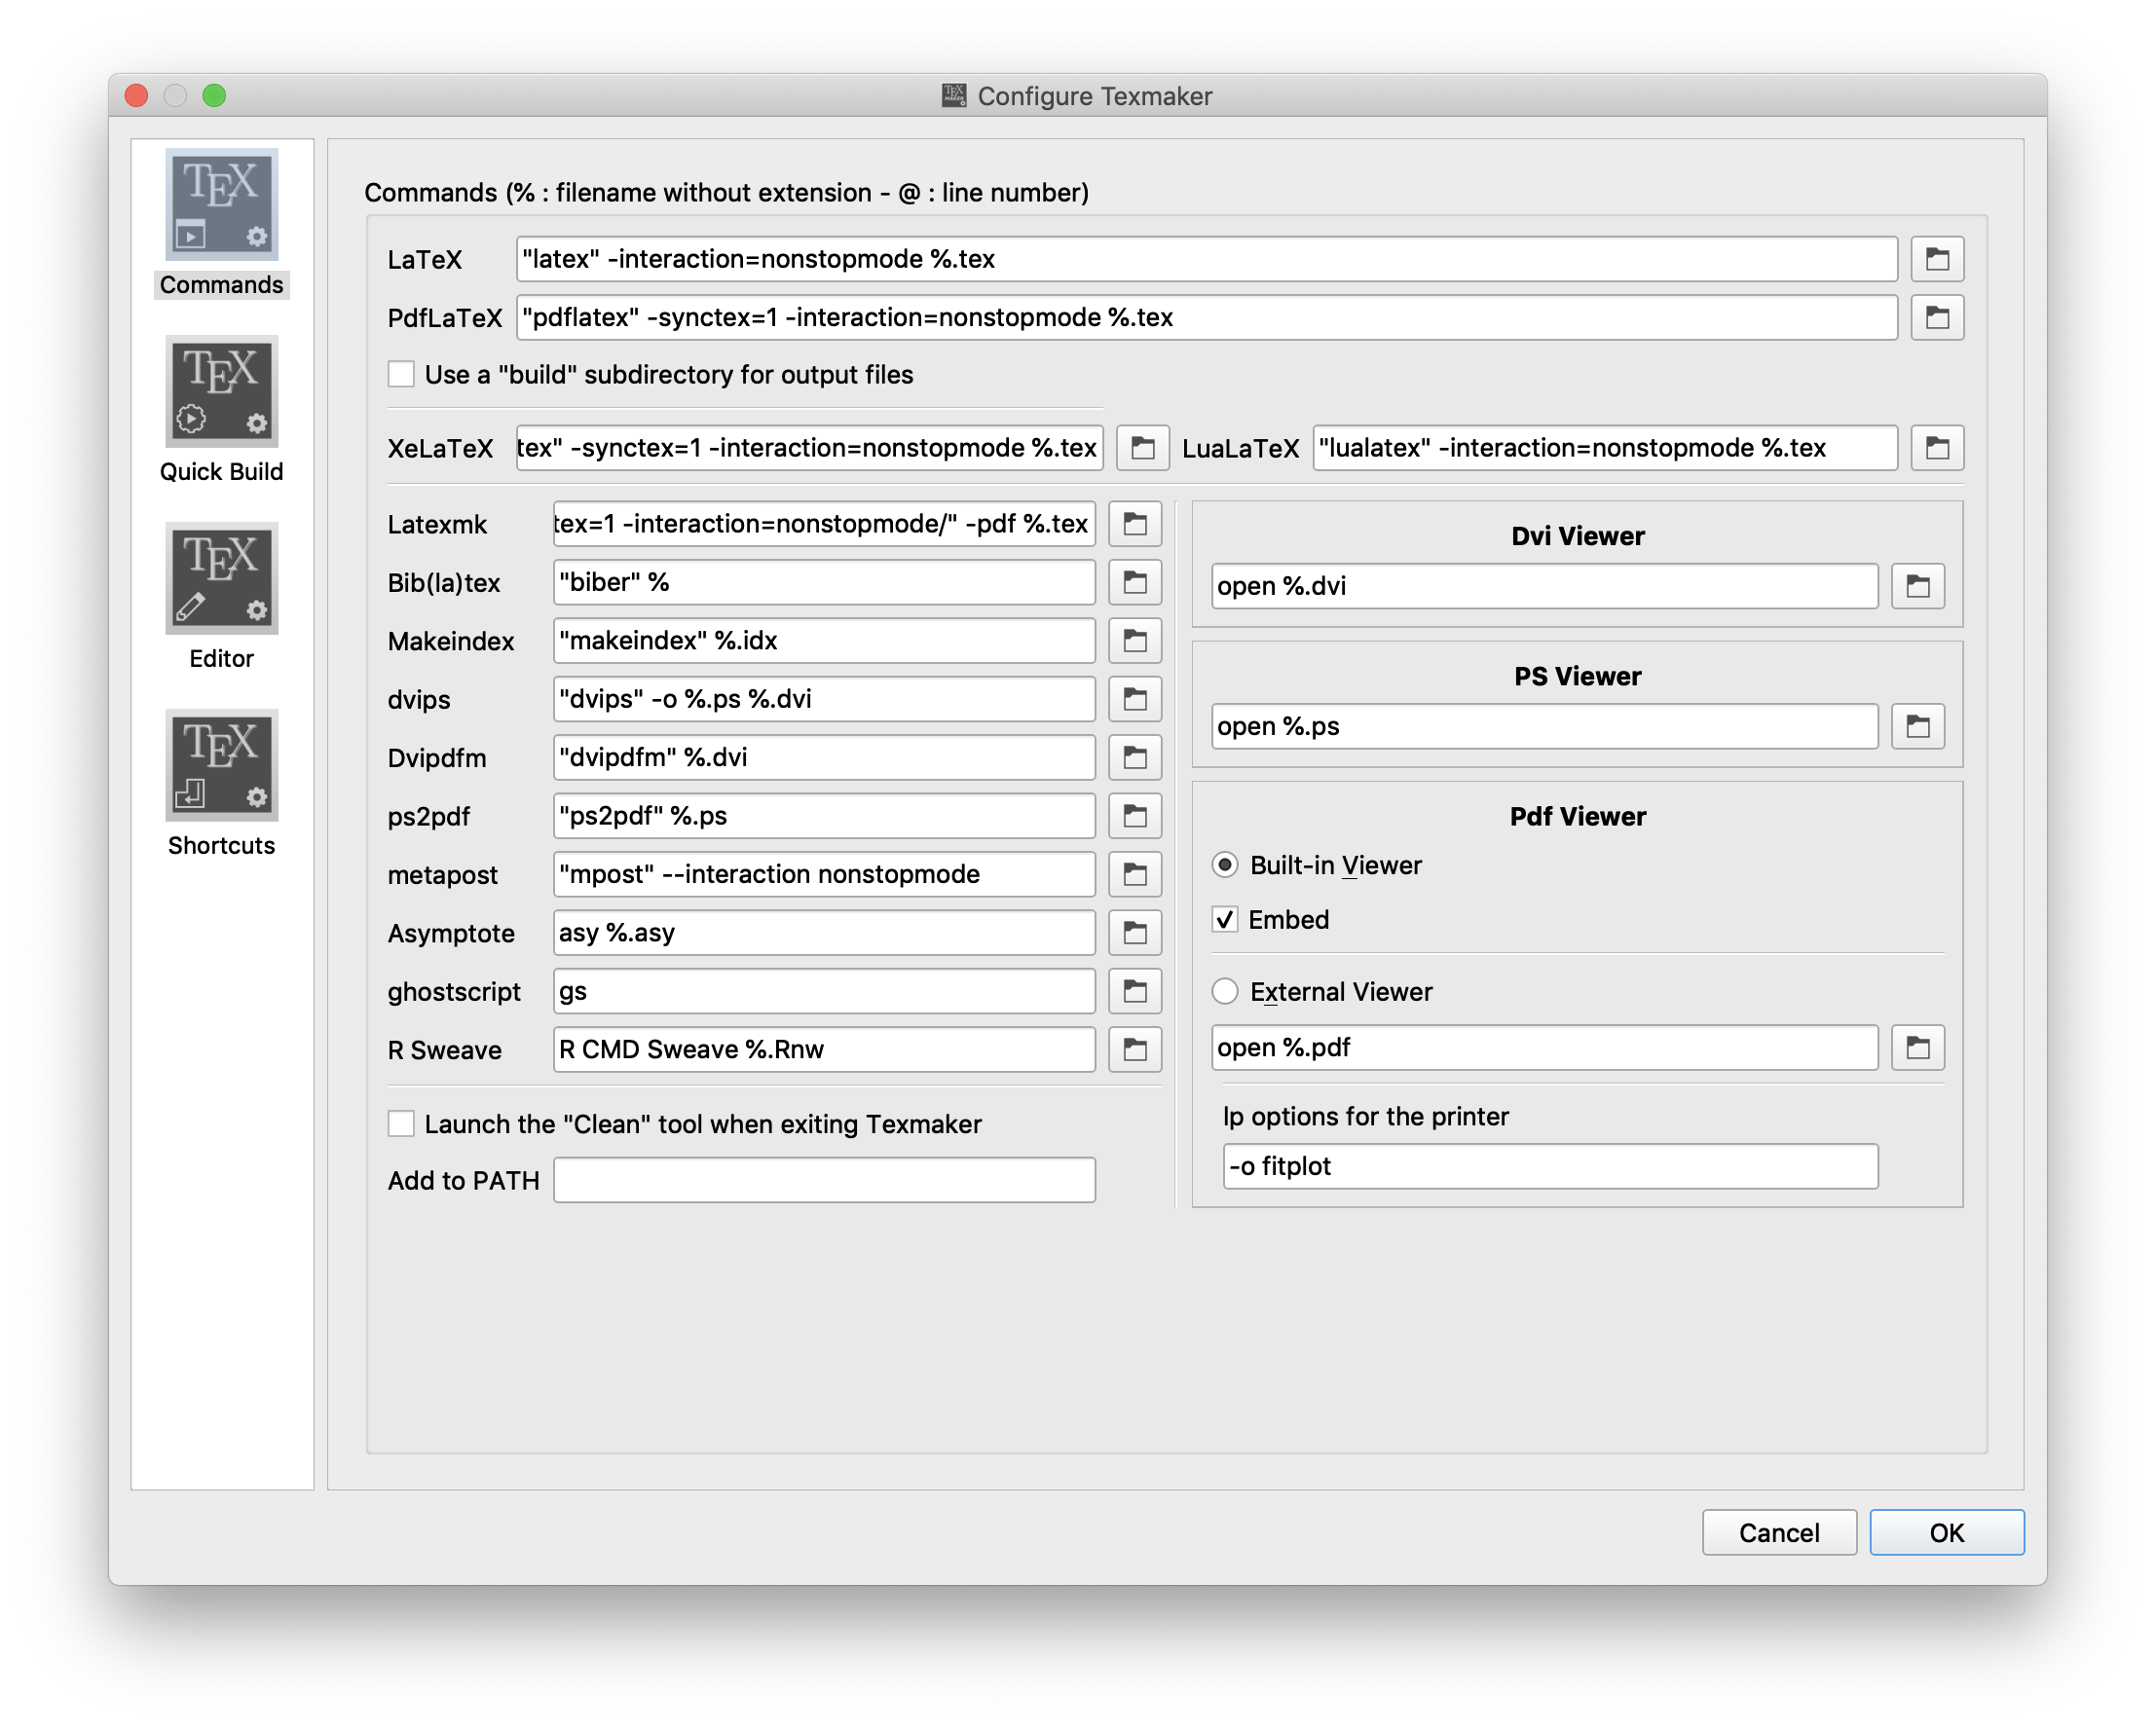 Configure Texmaker
Commands
Quick Build
Editor
Shortcuts
Commands (% : filename without extension - @ : line number)
LaTeX "latex" -interaction=nonstopmode %.tex
PdfLaTeX "pdflatex" -synctex=1 -interaction=nonstopmode %.tex
Use a "build" subdirectory for output files
XeLaTeX tex" -synctex=1 -interaction=nonstopmode %.tex LuaLaTeX "lualatex" -interaction=nonstopmode %.tex
Latexmk tex=1 -interaction=nonstopmode/" -pdf %.tex
Bib(la)tex "biber" %
Makeindex "makeindex" %.idx
dvips "dvips" -o %.ps %.dvi
Dvipdfm "dvipdfm" %.dvi
ps2pdf "ps2pdf" %.ps
metapost "mpost" --interaction nonstopmode
Asymptote asy %.asy
ghostscript gs
R Sweave R CMD Sweave %.Rnw
Launch the "Clean" tool when exiting Texmaker
Add to PATH
Dvi Viewer
open %.dvi
PS Viewer
open %.ps
Pdf Viewer
Built-in Viewer
Embed
External Viewer
open %.pdf
lp options for the printer
-o fitplot
Cancel OK